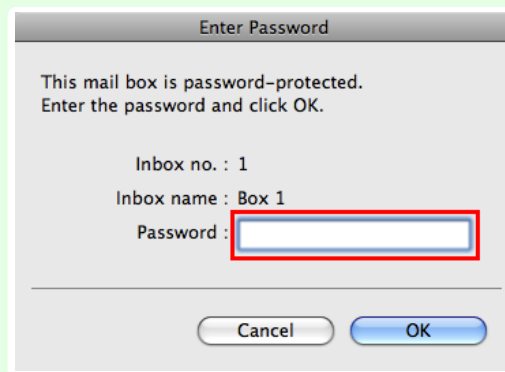 Enter Password
This mail box is password-protected.
Enter the password and click OK.
Inbox no. : 1
Inbox name : Box 1
Password :
Cancel OK